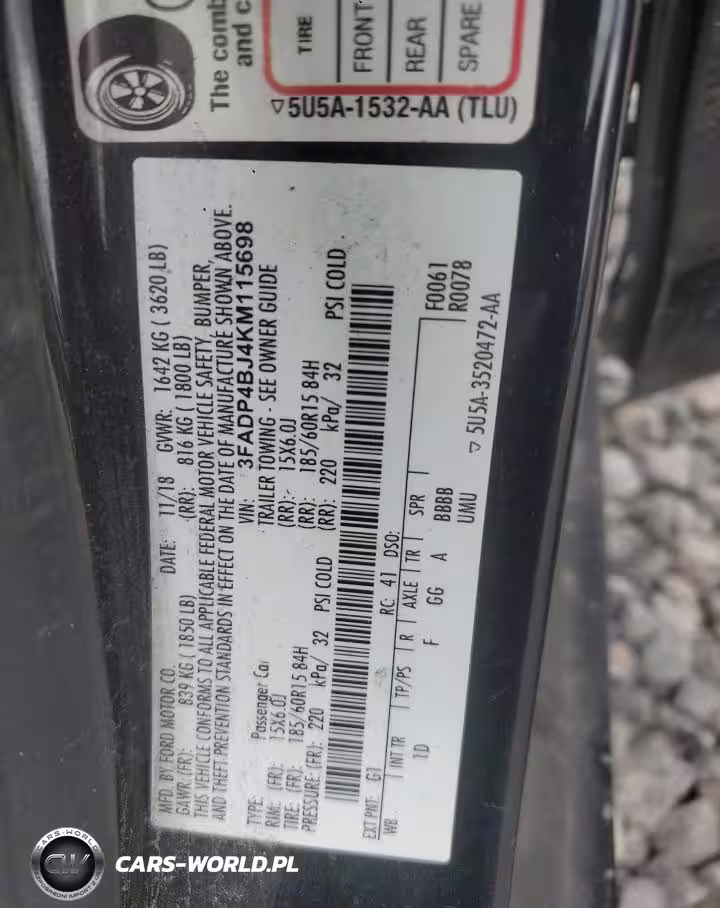 The comb
and c
TIRE
FRONT
REAR
SPARE
▽5U5A-1532-AA (TLU)
MFD. BY FORD MOTOR CO. DATE: 11/18 GVWR: 1642 KG ( 3620 LB)
GAWR: (FR): 839 KG ( 1850 LB) (RR): 816 KG ( 1800 LB)
THIS VEHICLE CONFORMS TO ALL APPLICABLE FEDERAL MOTOR VEHICLE SAFETY, BUMPER,
AND THEFT PREVENTION STANDARDS IN EFFECT ON THE DATE OF MANUFACTURE SHOWN ABOVE.
VIN: 3FADP4BJ4KM115698
TYPE: Passenger Car TRAILER TOWING - SEE OWNER GUIDE
RIM: (FR): 15X6.0J (RR): 15X6.0J
TIRE: (FR): 185/60R15 84H (RR): 185/60R15 84H
PRESSURE: (FR): 220 kPa/ 32 PSI COLD (RR): 220 kPa/ 32 PSI COLD
EXT PNT: G1 RC: 41 DSO: F0061
WB INT TR TP/PS R AXLE TR SPR R0078
1D F GG A BBBB
UMU
▽ 5U5A-3520472-AA
CARS-WORLD
CW
CARS-WORLD.PL